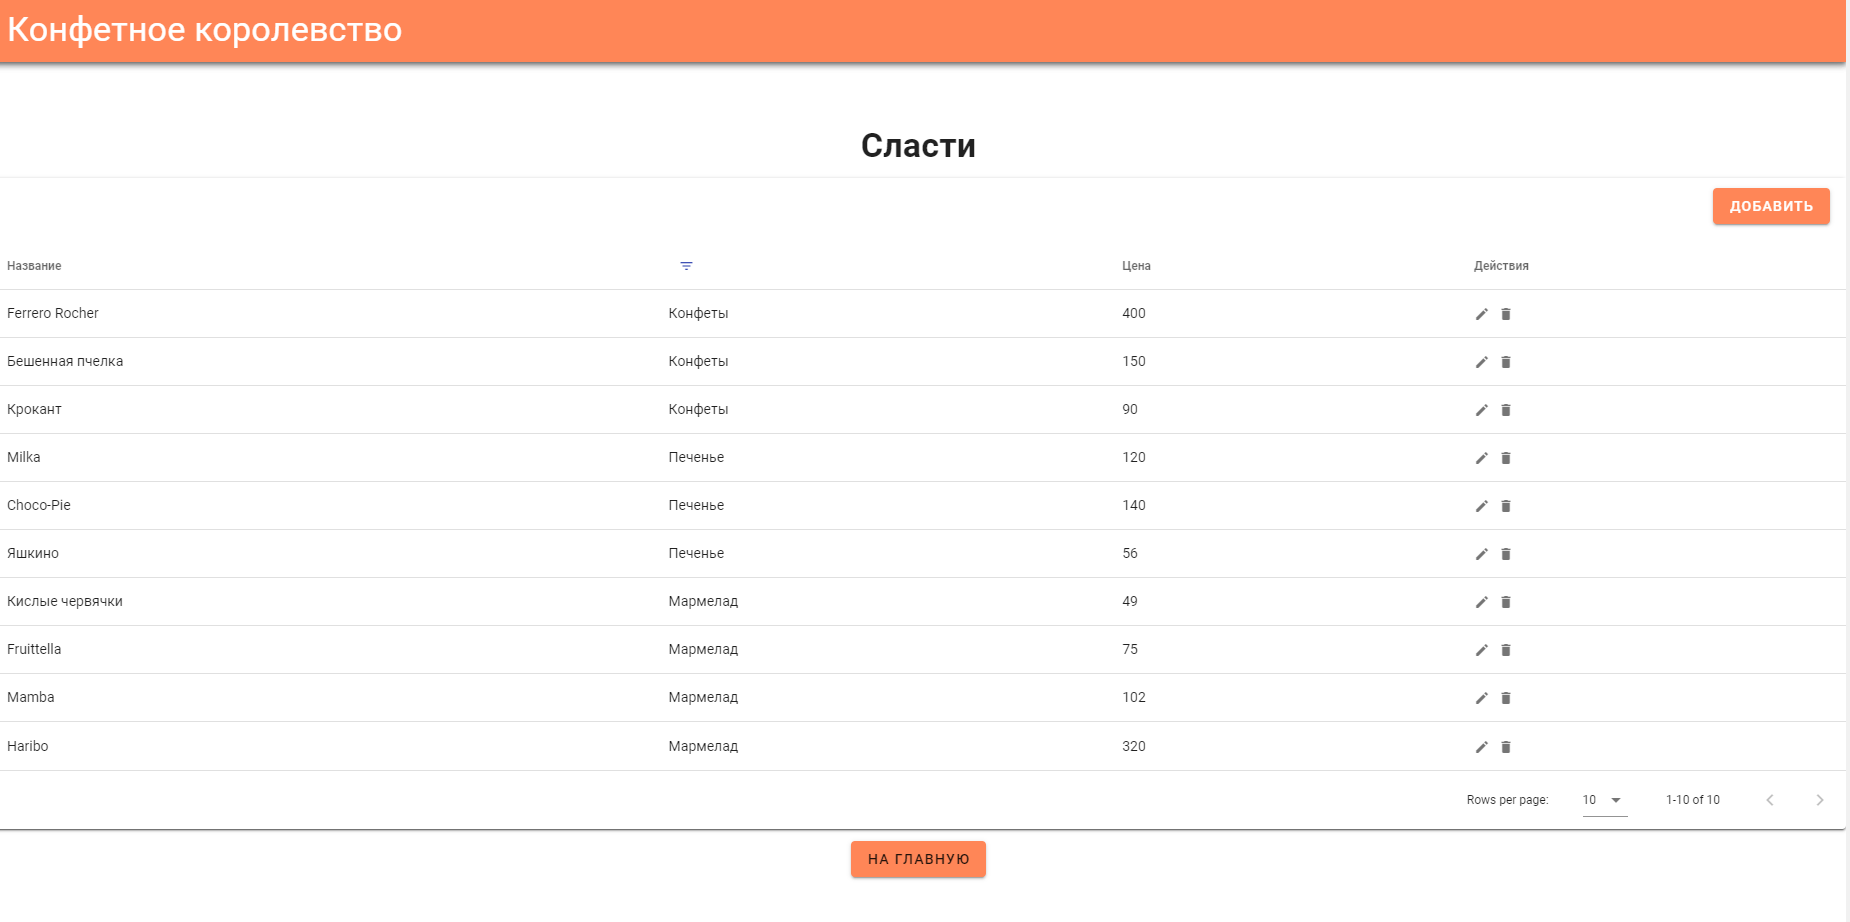 Конфетное королевство
Сласти
ДОБАВИТЬ
Название Цена Действия
Ferrero Rocher Конфеты 400
Бешенная пчелка Конфеты 150
Крокант Конфеты 90
Milka Печенье 120
Choco-Pie Печенье 140
Яшкино Печенье 56
Кислые червячки Мармелад 49
Fruittella Мармелад 75
Mamba Мармелад 102
Haribo Мармелад 320
Rows per page: 10 1-10 of 10
НА ГЛАВНУЮ